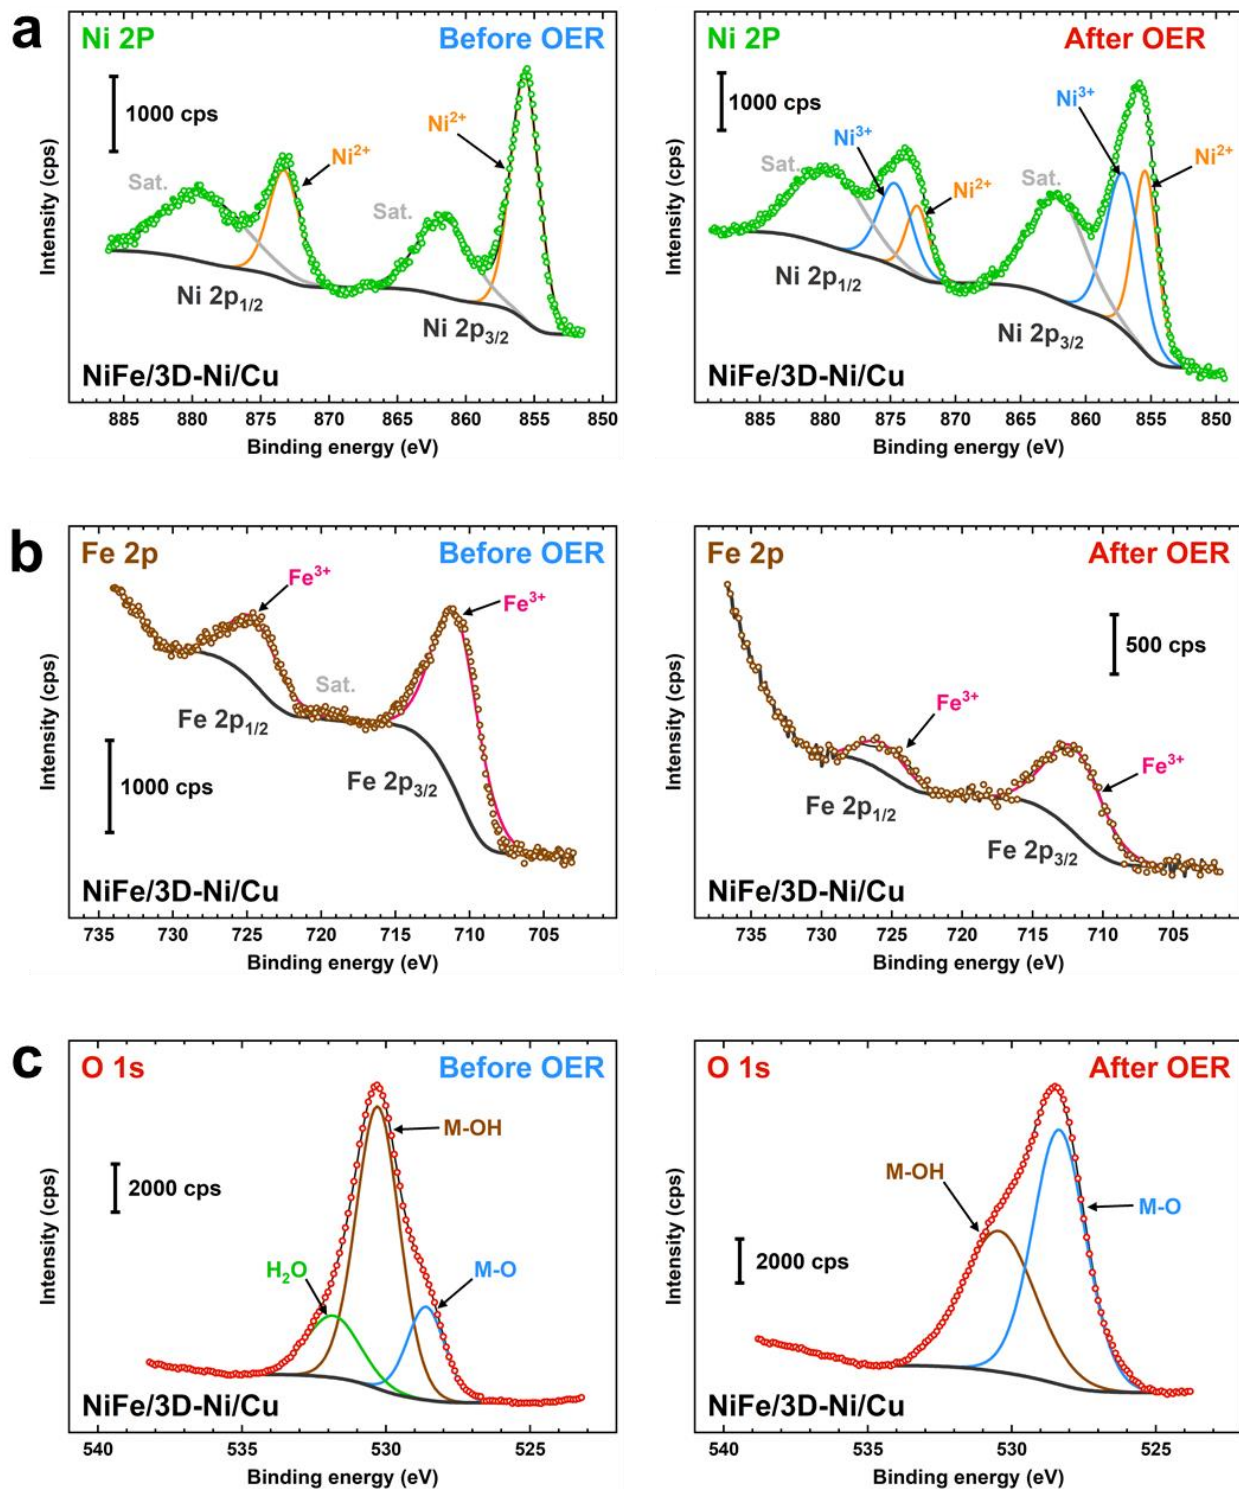 a
Ni 2P
Before OER
1000 cps
Ni²⁺
Ni²⁺
Sat.
Sat.
Ni 2p₁/₂
Ni 2p₃/₂
NiFe/3D-Ni/Cu
Intensity (cps)
885 880 875 870 865 860 855 850
Binding energy (eV)
Ni 2P
After OER
1000 cps
Ni³⁺
Ni³⁺
Ni²⁺
Sat.
Sat.
Ni²⁺
Ni 2p₁/₂
Ni 2p₃/₂
NiFe/3D-Ni/Cu
Intensity (cps)
885 880 875 870 865 860 855 850
Binding energy (eV)
b
Fe 2p
Before OER
Fe³⁺
Fe³⁺
Sat.
Fe 2p₁/₂
Fe 2p₃/₂
1000 cps
NiFe/3D-Ni/Cu
Intensity (cps)
735 730 725 720 715 710 705
Binding energy (eV)
Fe 2p
After OER
500 cps
Fe³⁺
Fe³⁺
Fe 2p₁/₂
Fe 2p₃/₂
NiFe/3D-Ni/Cu
Intensity (cps)
735 730 725 720 715 710 705
Binding energy (eV)
c
O 1s
Before OER
M-OH
2000 cps
H₂O
M-O
NiFe/3D-Ni/Cu
Intensity (cps)
540 535 530 525
Binding energy (eV)
O 1s
After OER
M-OH
M-O
2000 cps
NiFe/3D-Ni/Cu
Intensity (cps)
540 535 530 525
Binding energy (eV)